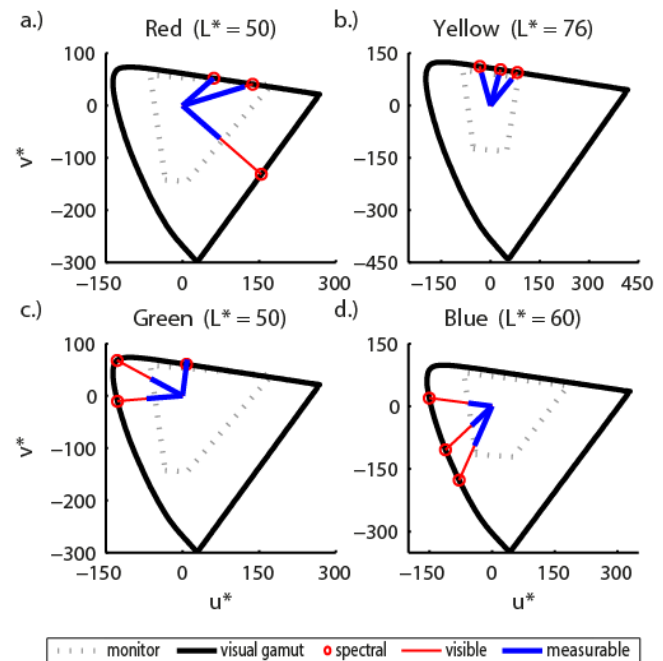 a.) Red (L* = 50)
100
0
−100
−200
−300
−150 0 150 300
v*
b.) Yellow (L* = 76)
150
0
−150
−300
−450
−150 0 150 300 450
c.) Green (L* = 50)
100
0
−100
−200
−300
−150 0 150 300
v*
u*
d.) Blue (L* = 60)
150
0
−150
−300
−150 0 150 300
u*
monitor visual gamut spectral visible measurable